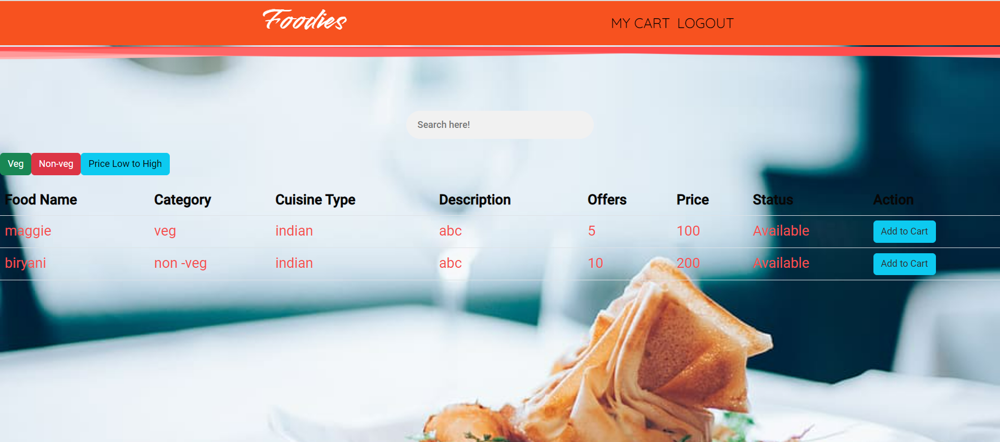 Foodies
MY CART LOGOUT
Search here!
Veg Non-veg Price Low to High
Food Name Category Cuisine Type Description Offers Price Status Action
maggie veg indian abc 5 100 Available Add to Cart
biryani non -veg indian abc 10 200 Available Add to Cart